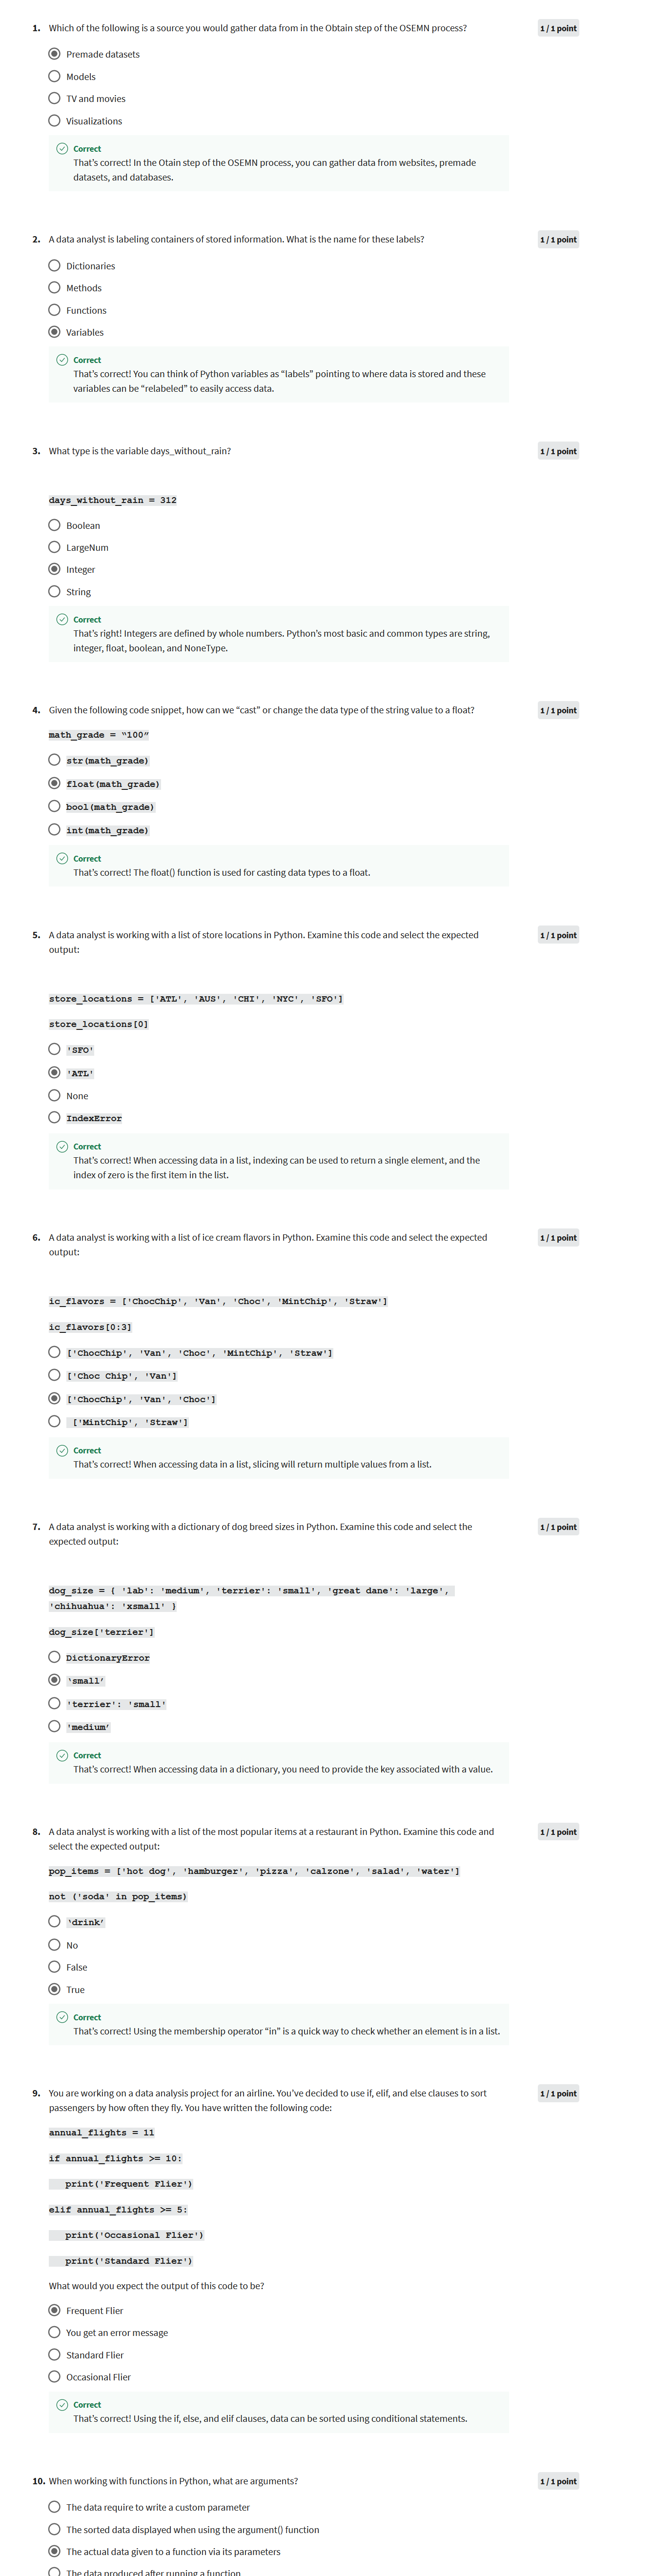 1. Which of the following is a source you would gather data from in the Obtain step of the OSEMN process?
1 / 1 point
Premade datasets
Models
TV and movies
Visualizations
Correct
That's correct! In the Otain step of the OSEMN process, you can gather data from websites, premade
datasets, and databases.
2. A data analyst is labeling containers of stored information. What is the name for these labels?
1 / 1 point
Dictionaries
Methods
Functions
Variables
Correct
That's correct! You can think of Python variables as “labels” pointing to where data is stored and these
variables can be “relabeled” to easily access data.
3. What type is the variable days_without_rain?
1 / 1 point
days_without_rain = 312
Boolean
LargeNum
Integer
String
Correct
That's right! Integers are defined by whole numbers. Python's most basic and common types are string,
integer, float, boolean, and NoneType.
4. Given the following code snippet, how can we “cast” or change the data type of the string value to a float?
1 / 1 point
math_grade = “100”
str(math_grade)
float(math_grade)
bool(math_grade)
int(math_grade)
Correct
That's correct! The float() function is used for casting data types to a float.
5. A data analyst is working with a list of store locations in Python. Examine this code and select the expected
output:
1 / 1 point
store_locations = ['ATL', 'AUS', 'CHI', 'NYC', 'SFO']
store_locations[0]
'SFO'
'ATL'
None
IndexError
Correct
That's correct! When accessing data in a list, indexing can be used to return a single element, and the
index of zero is the first item in the list.
6. A data analyst is working with a list of ice cream flavors in Python. Examine this code and select the expected
output:
1 / 1 point
ic_flavors = ['ChocChip', 'Van', 'Choc', 'MintChip', 'Straw']
ic_flavors[0:3]
['ChocChip', 'Van', 'Choc', 'MintChip', 'Straw']
['Choc Chip', 'Van']
['ChocChip', 'Van', 'Choc']
['MintChip', 'Straw']
Correct
That's correct! When accessing data in a list, slicing will return multiple values from a list.
7. A data analyst is working with a dictionary of dog breed sizes in Python. Examine this code and select the
expected output:
1 / 1 point
dog_size = { 'lab': 'medium', 'terrier': 'small', 'great dane': 'large',
'chihuahua': 'xsmall' }
dog_size['terrier']
DictionaryError
‘small’
'terrier': 'small'
'medium’
Correct
That's correct! When accessing data in a dictionary, you need to provide the key associated with a value.
8. A data analyst is working with a list of the most popular items at a restaurant in Python. Examine this code and
select the expected output:
1 / 1 point
pop_items = ['hot dog', 'hamburger', 'pizza', 'calzone', 'salad', 'water']
not ('soda' in pop_items)
‘drink’
No
False
True
Correct
That's correct! Using the membership operator “in” is a quick way to check whether an element is in a list.
9. You are working on a data analysis project for an airline. You've decided to use if, elif, and else clauses to sort
passengers by how often they fly. You have written the following code:
1 / 1 point
annual_flights = 11
if annual_flights >= 10:
print('Frequent Flier')
elif annual_flights >= 5:
print('Occasional Flier')
print('Standard Flier')
What would you expect the output of this code to be?
Frequent Flier
You get an error message
Standard Flier
Occasional Flier
Correct
That's correct! Using the if, else, and elif clauses, data can be sorted using conditional statements.
10. When working with functions in Python, what are arguments?
1 / 1 point
The data require to write a custom parameter
The sorted data displayed when using the argument() function
The actual data given to a function via its parameters
The data produced after running a function